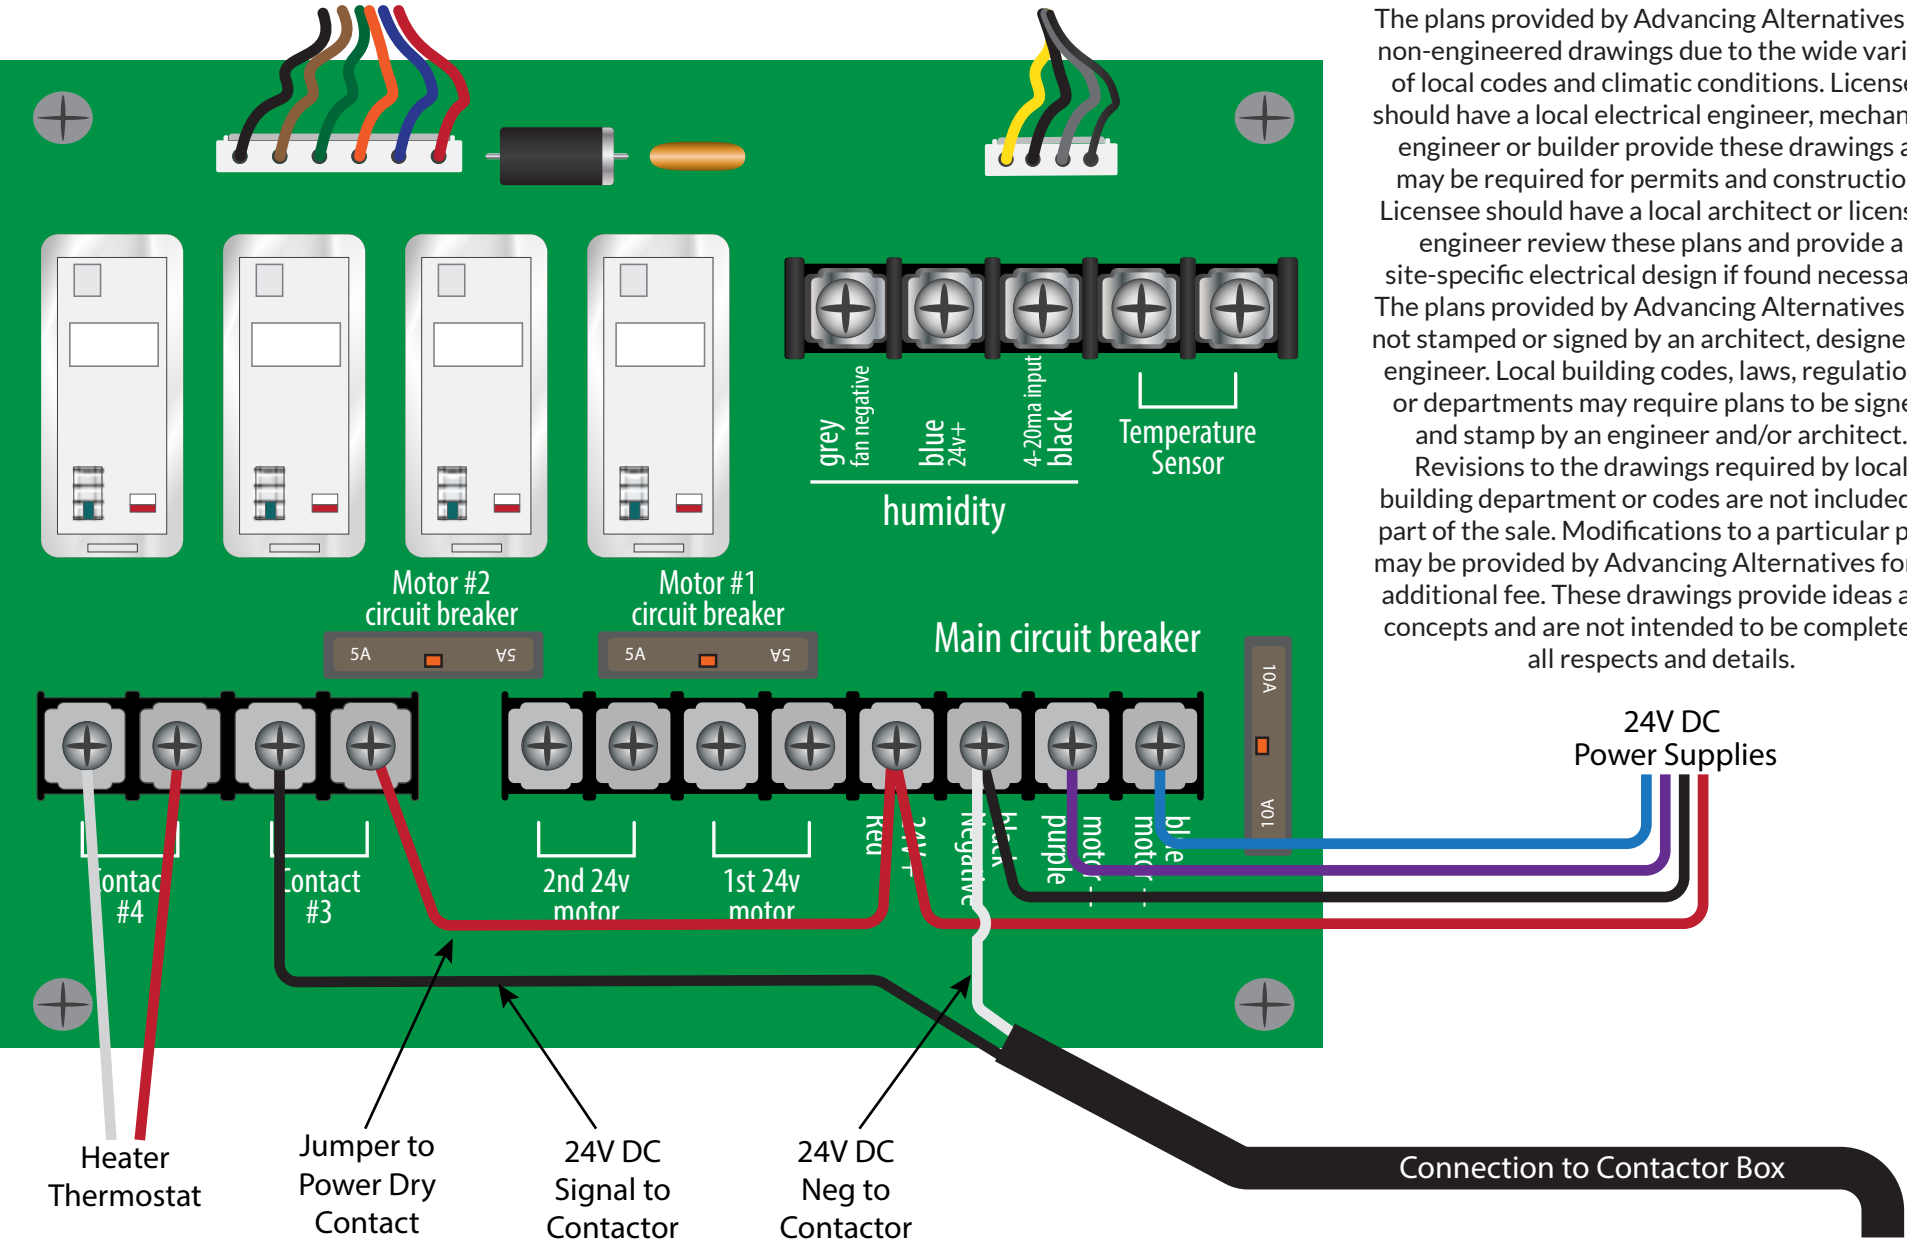 The plans provided by Advancing Alternatives
non-engineered drawings due to the wide vari
of local codes and climatic conditions. License
should have a local electrical engineer, mechan
engineer or builder provide these drawings a
may be required for permits and constructio
Licensee should have a local architect or licens
engineer review these plans and provide a
site-specific electrical design if found necessa
The plans provided by Advancing Alternatives
not stamped or signed by an architect, designe
engineer. Local building codes, laws, regulatio
or departments may require plans to be signe
and stamp by an engineer and/or architect.
Revisions to the drawings required by local
building department or codes are not included
part of the sale. Modifications to a particular p
may be provided by Advancing Alternatives for
additional fee. These drawings provide ideas a
concepts and are not intended to be complete
all respects and details.
grey
fan negative
blue
24v+
4-20ma input
black
Temperature
Sensor
humidity
Motor #2
circuit breaker
Motor #1
circuit breaker
Main circuit breaker
5A
5A
5A
5A
10A
10A
24V DC
Power Supplies
Contact
#4
Contact
#3
2nd 24v
motor
1st 24v
motor
Red
24V+
Negative
black
purple
motor -
motor -
blue
Heater
Thermostat
Jumper to
Power Dry
Contact
24V DC
Signal to
Contactor
24V DC
Neg to
Contactor
Connection to Contactor Box